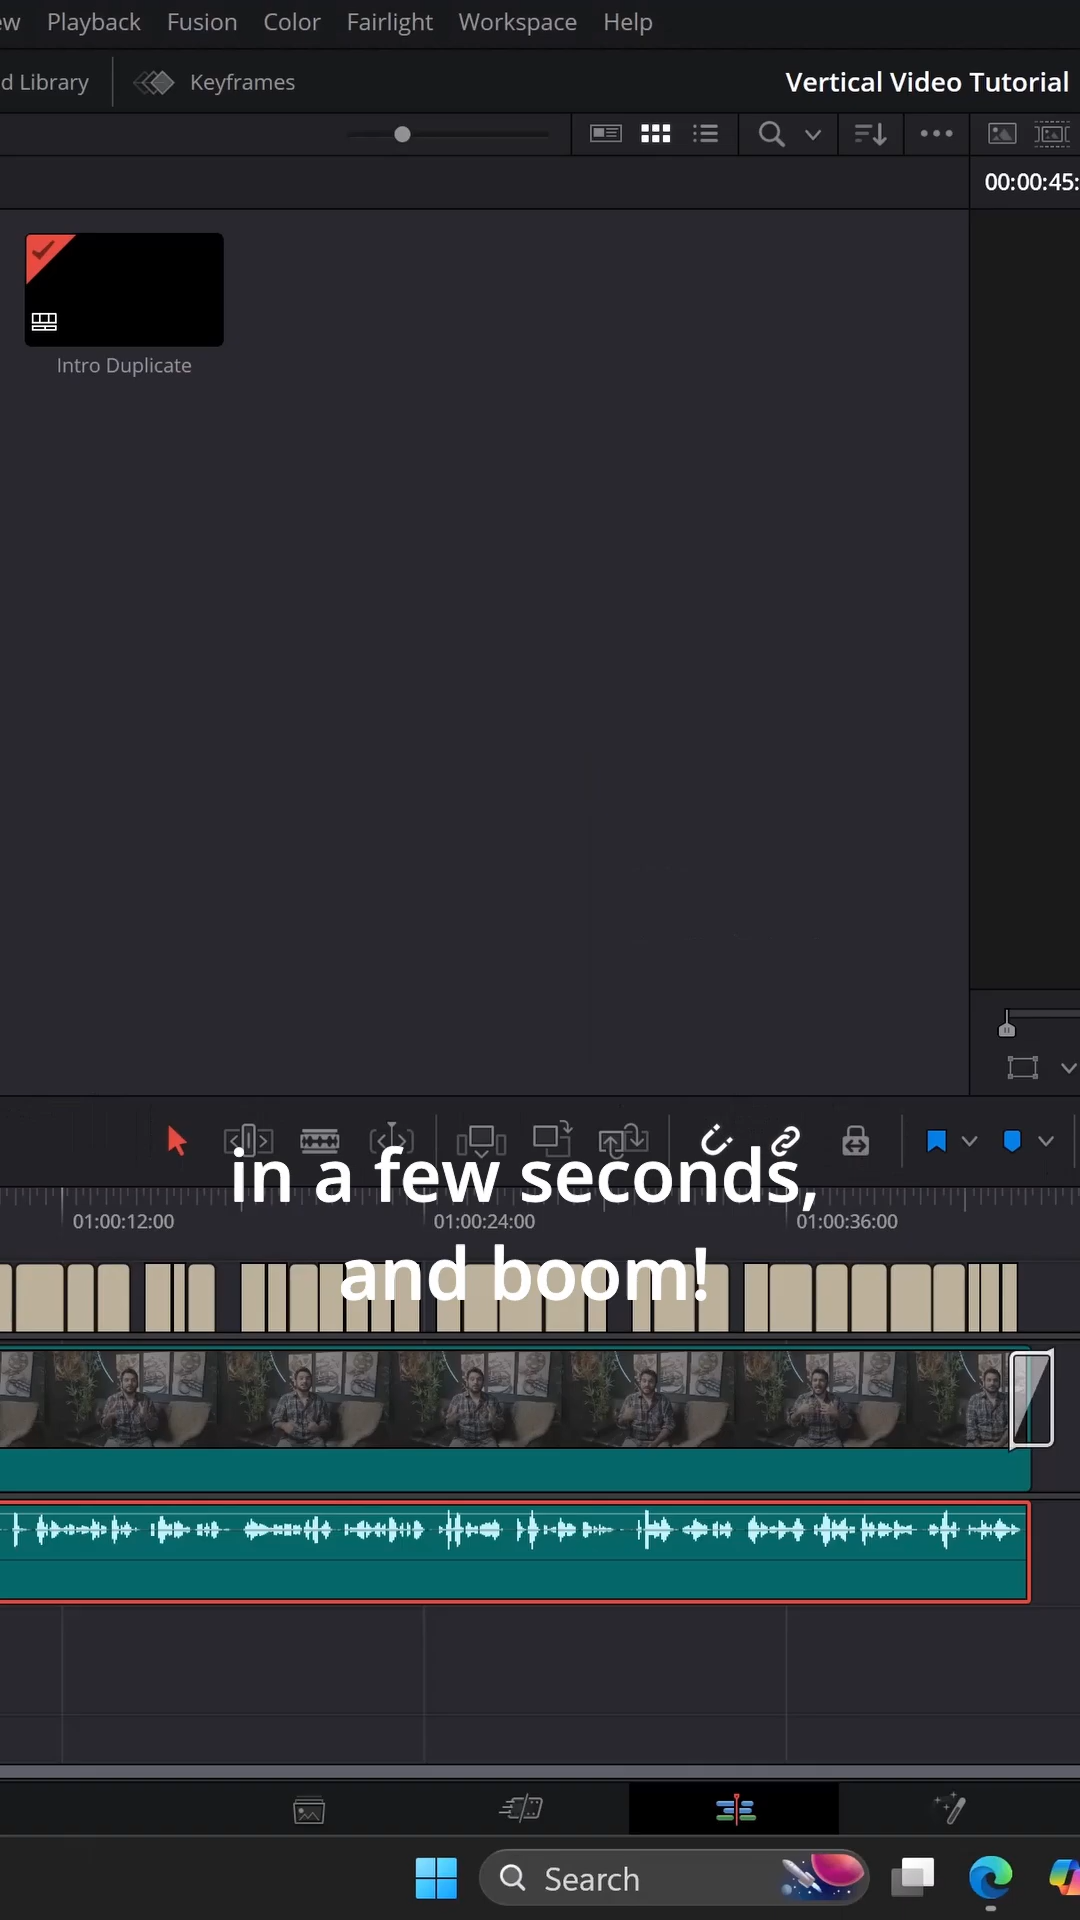 Playback Fusion Color Fairlight Workspace Help
d Library Keyframes Vertical Video Tutorial
00:00:45:
Intro Duplicate
in a few seconds,
01:00:12:00 01:00:24:00 01:00:36:00
and boom!
Search